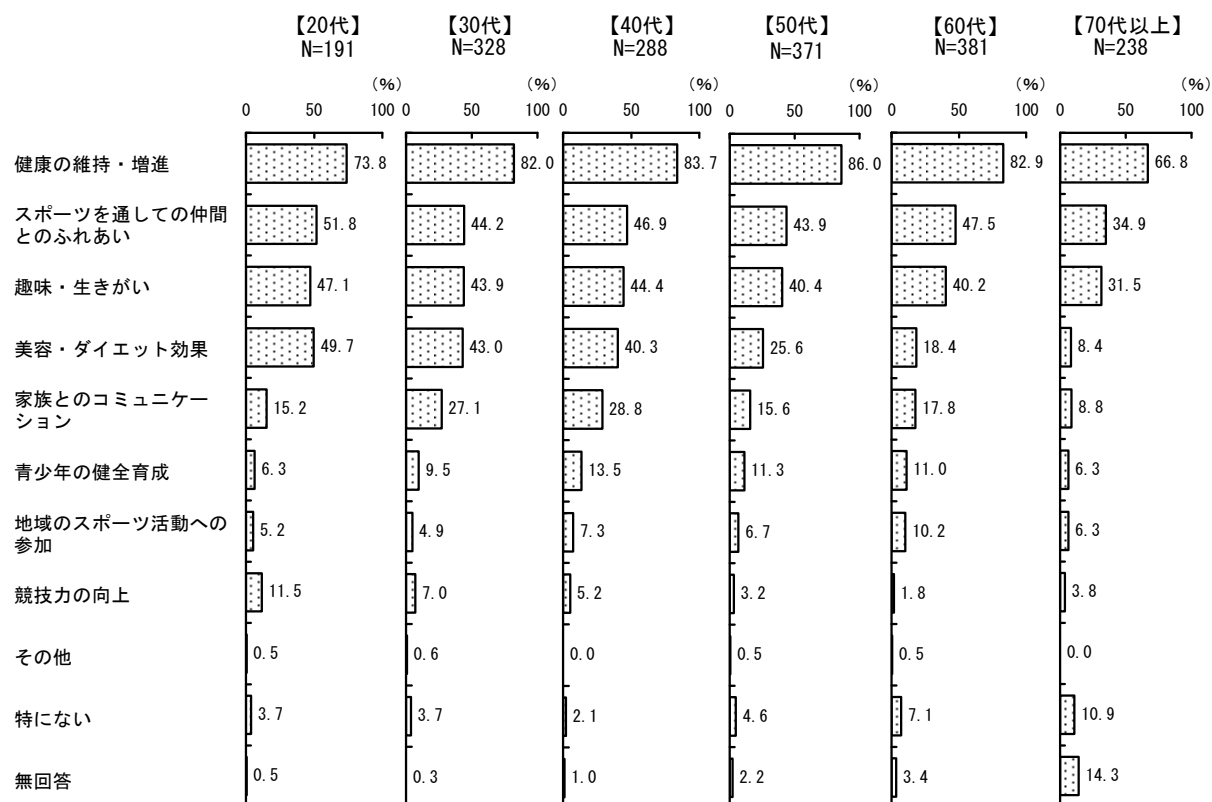 【20代】 【30代】 【40代】 【50代】 【60代】 【70代以上】
N=191 N=328 N=288 N=371 N=381 N=238
(%) (%) (%) (%) (%) (%)
0 50 100 0 50 100 0 50 100 0 50 100 0 50 100 0 50 100
健康の維持・増進 73.8 82.0 83.7 86.0 82.9 66.8
スポーツを通しての仲間
とのふれあい 51.8 44.2 46.9 43.9 47.5 34.9
趣味・生きがい 47.1 43.9 44.4 40.4 40.2 31.5
美容・ダイエット効果 49.7 43.0 40.3 25.6 18.4 8.4
家族とのコミュニケー
ション 15.2 27.1 28.8 15.6 17.8 8.8
青少年の健全育成 6.3 9.5 13.5 11.3 11.0 6.3
地域のスポーツ活動への
参加 5.2 4.9 7.3 6.7 10.2 6.3
競技力の向上 11.5 7.0 5.2 3.2 1.8 3.8
その他 0.5 0.6 0.0 0.5 0.5 0.0
特にない 3.7 3.7 2.1 4.6 7.1 10.9
無回答 0.5 0.3 1.0 2.2 3.4 14.3